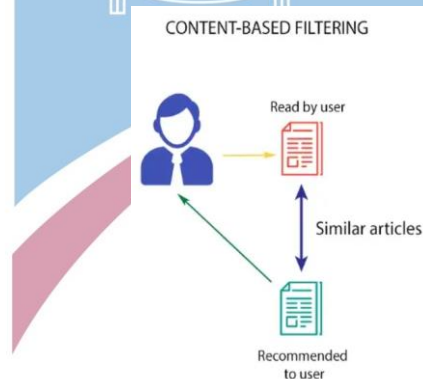 CONTENT-BASED FILTERING
Read by user
Similar articles
Recommended
to user